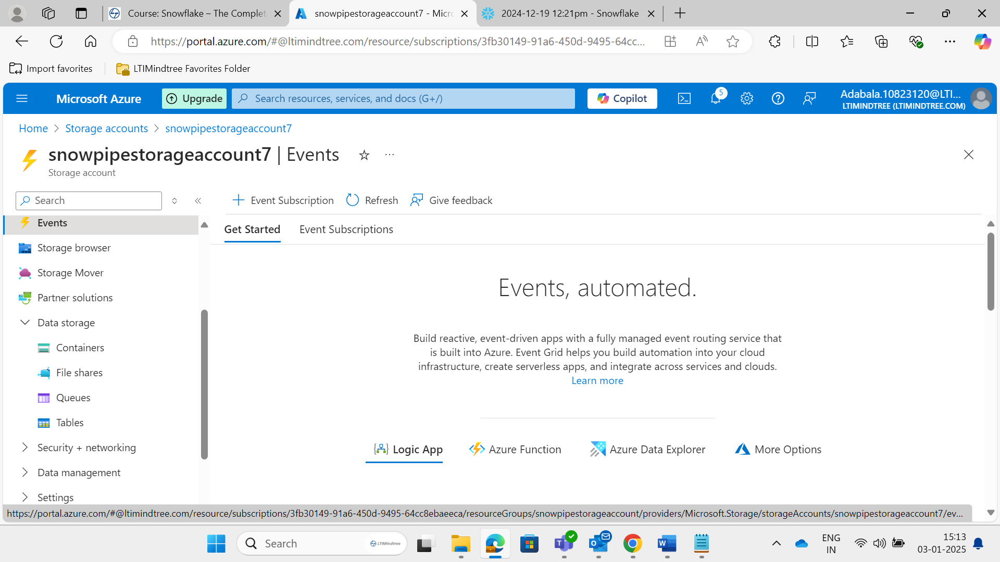 Course: Snowflake – The Complet
snowpipestorageaccount7 - Micr
2024-12-19 12:21pm - Snowflake
https://portal.azure.com/#@ltimindtree.com/resource/subscriptions/3fb30149-91a6-450d-9495-64cc...
Import favorites
LTIMindtree Favorites Folder
Microsoft Azure
Upgrade
Search resources, services, and docs (G+/)
Copilot
5
Adabala.10823120@LTI...
LTIMINDTREE (LTIMINDTREE.COM)
Home > Storage accounts > snowpipestorageaccount7
snowpipestorageaccount7 | Events
Storage account
Search
Event Subscription
Refresh
Give feedback
Events
Storage browser
Storage Mover
Partner solutions
Data storage
Containers
File shares
Queues
Tables
Security + networking
Data management
Settings
Get Started
Event Subscriptions
Events, automated.
Build reactive, event-driven apps with a fully managed event routing service that
is built into Azure. Event Grid helps you build automation into your cloud
infrastructure, create serverless apps, and integrate across services and clouds.
Learn more
Logic App
Azure Function
Azure Data Explorer
More Options
https://portal.azure.com/#@ltimindtree.com/resource/subscriptions/3fb30149-91a6-450d-9495-64cc8ebaeeca/resourceGroups/snowpipestorageaccount/providers/Microsoft.Storage/storageAccounts/snowpipestorageaccount7/ev...
Search
LTIMindtree
ENG
IN
15:13
03-01-2025